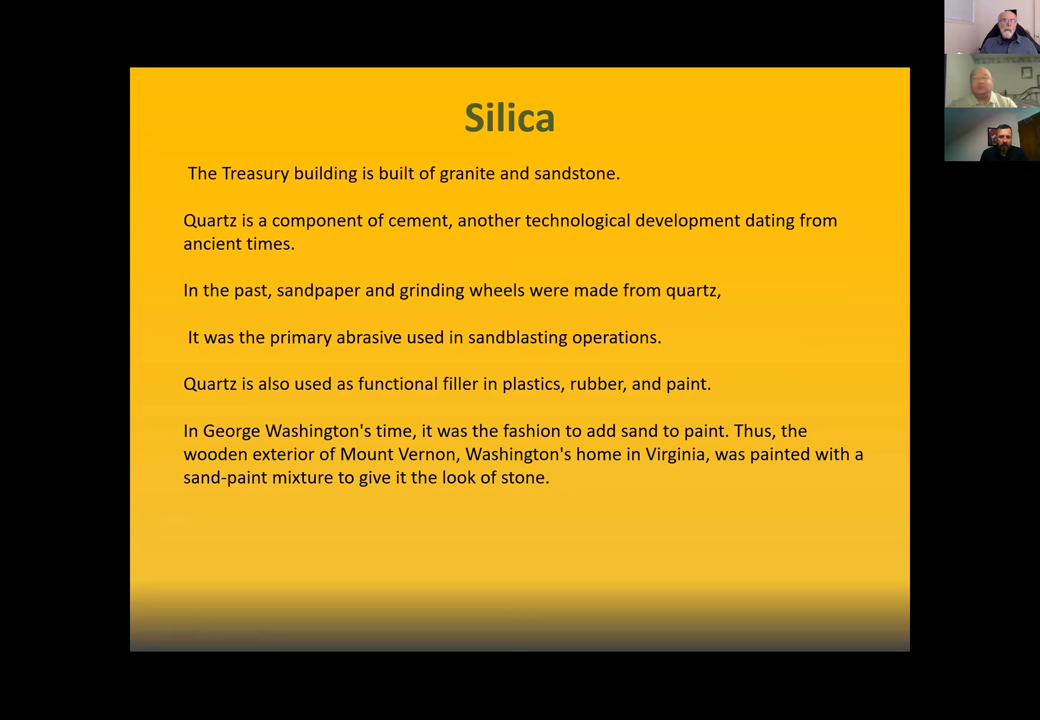 Silica
The Treasury building is built of granite and sandstone.
Quartz is a component of cement, another technological development dating from
ancient times.
In the past, sandpaper and grinding wheels were made from quartz,
It was the primary abrasive used in sandblasting operations.
Quartz is also used as functional filler in plastics, rubber, and paint.
In George Washington's time, it was the fashion to add sand to paint. Thus, the
wooden exterior of Mount Vernon, Washington's home in Virginia, was painted with a
sand-paint mixture to give it the look of stone.